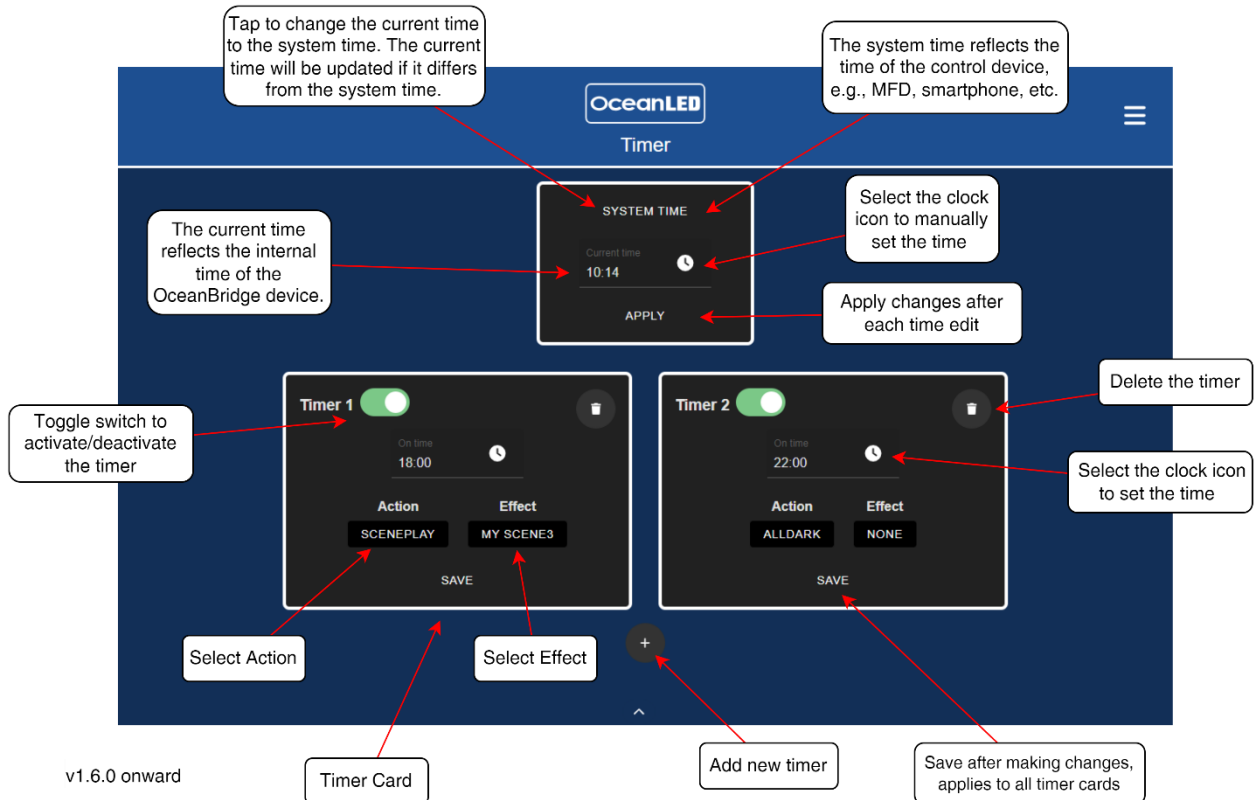 Tap to change the current time
to the system time. The current
time will be updated if it differs
from the system time.
The system time reflects the
time of the control device,
e.g., MFD, smartphone, etc.
OceanLED
Timer
SYSTEM TIME
Select the clock
icon to manually
set the time
The current time
reflects the internal
time of the
OceanBridge device.
Current time
10:14
APPLY
Apply changes after
each time edit
Delete the timer
Timer 1
Timer 2
Toggle switch to
activate/deactivate
the timer
On time
18:00
On time
22:00
Select the clock icon
to set the time
Action Effect
SCENEPLAY MY SCENE3
SAVE
Action Effect
ALLDARK NONE
SAVE
Select Action
Select Effect
+
v1.6.0 onward
Timer Card
Add new timer
Save after making changes,
applies to all timer cards